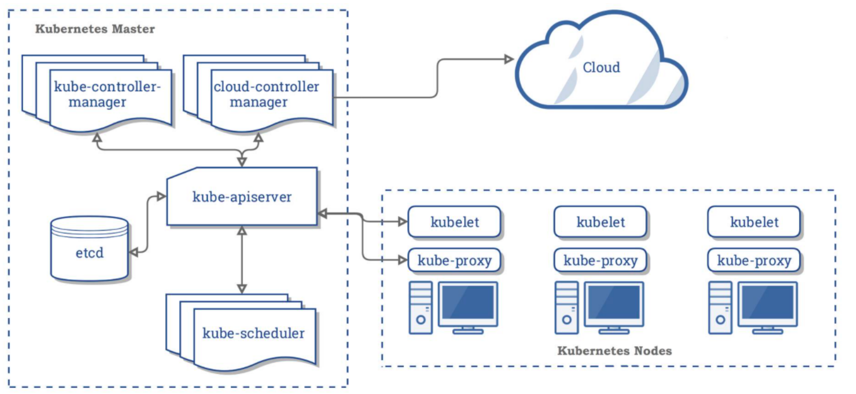 Kubernetes Master
kube-controller-
manager
cloud-controller
manager
Cloud
kube-apiserver
etcd
kube-scheduler
kubelet
kubelet
kubelet
kube-proxy
kube-proxy
kube-proxy
Kubernetes Nodes